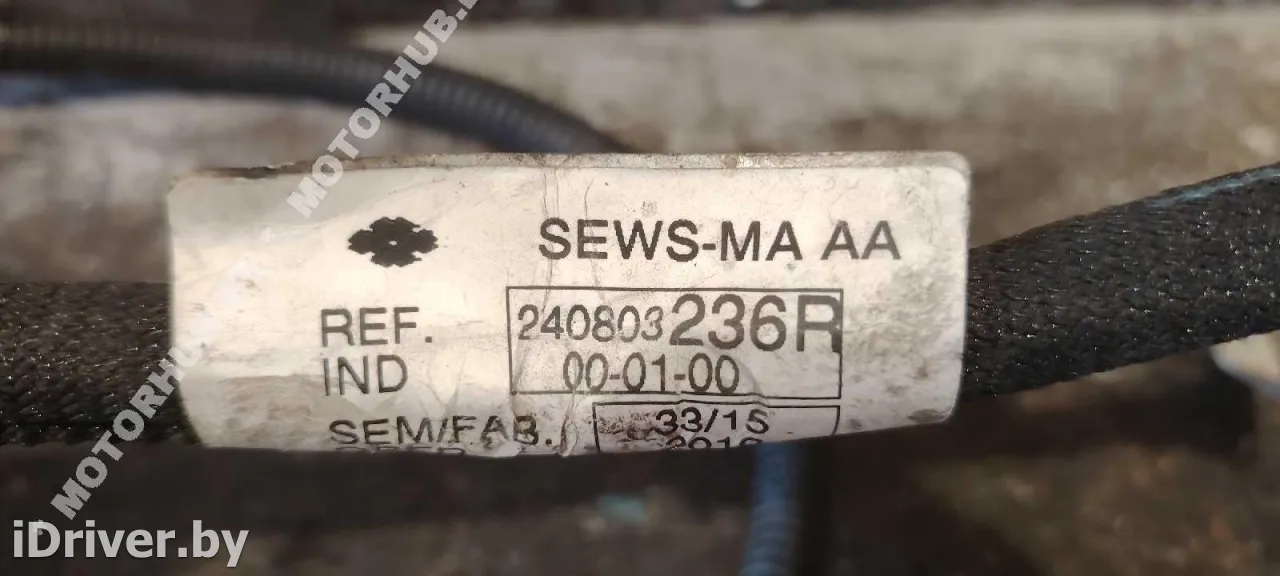 MOTORHUB.
SEWS-MA AA
REF. 240803236R
IND 00-01-00
SEM/FAB. 33/15
MOTORHUB
iDriver.by